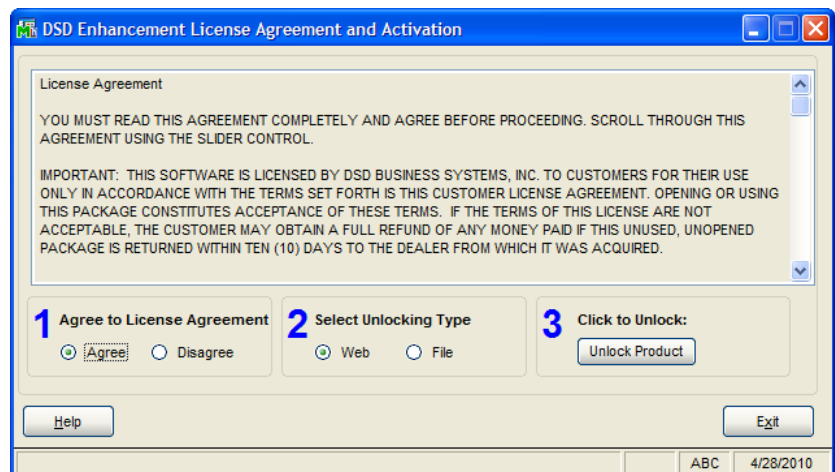 DSD Enhancement License Agreement and Activation
License Agreement
YOU MUST READ THIS AGREEMENT COMPLETELY AND AGREE BEFORE PROCEEDING. SCROLL THROUGH THIS
AGREEMENT USING THE SLIDER CONTROL.
IMPORTANT: THIS SOFTWARE IS LICENSED BY DSD BUSINESS SYSTEMS, INC. TO CUSTOMERS FOR THEIR USE
ONLY IN ACCORDANCE WITH THE TERMS SET FORTH IS THIS CUSTOMER LICENSE AGREEMENT. OPENING OR USING
THIS PACKAGE CONSTITUTES ACCEPTANCE OF THESE TERMS. IF THE TERMS OF THIS LICENSE ARE NOT
ACCEPTABLE, THE CUSTOMER MAY OBTAIN A FULL REFUND OF ANY MONEY PAID IF THIS UNUSED, UNOPENED
PACKAGE IS RETURNED WITHIN TEN (10) DAYS TO THE DEALER FROM WHICH IT WAS ACQUIRED.
1 Agree to License Agreement
Agree Disagree
2 Select Unlocking Type
Web File
3 Click to Unlock:
Unlock Product
Help Exit
ABC 4/28/2010